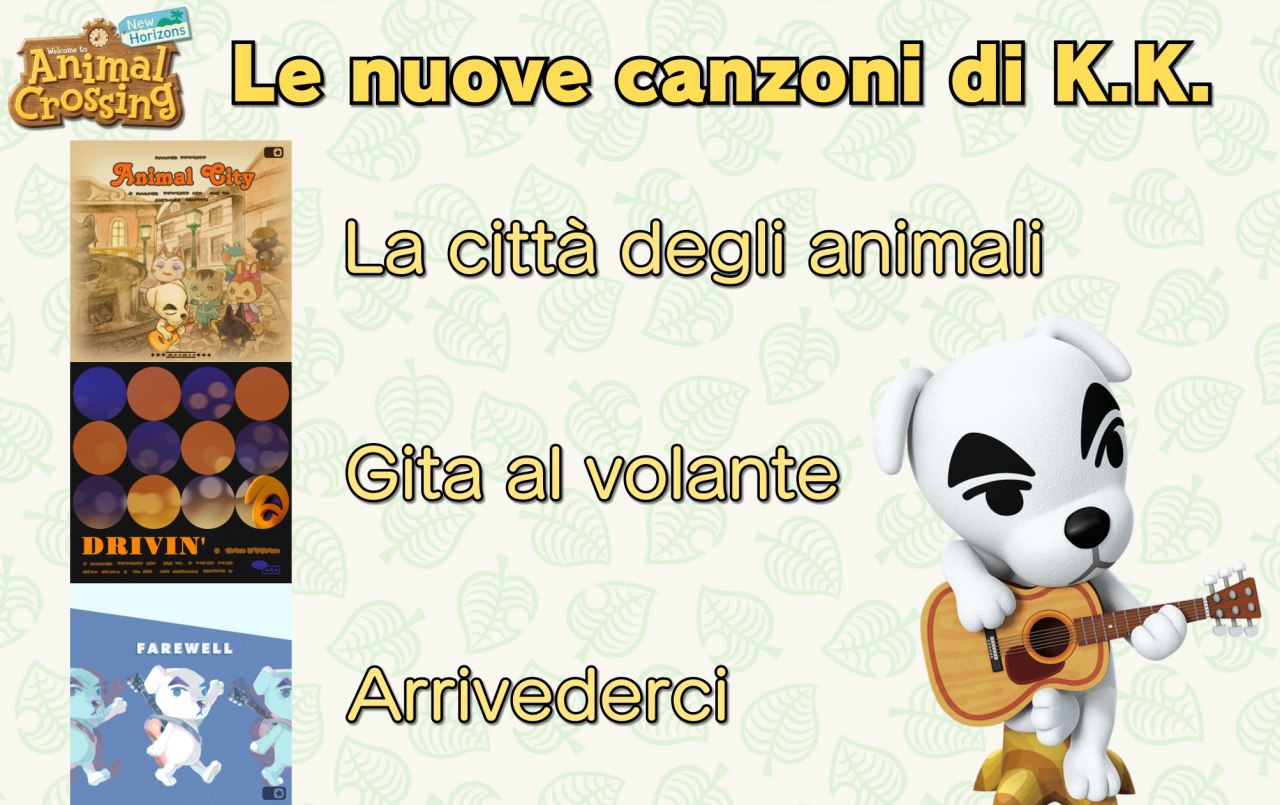 Welcome to
Animal
Crossing
New
Horizons
Le nuove canzoni di K.K.
Animal City
La città degli animali
DRIVIN'
Gita al volante
FAREWELL
Arrivederci